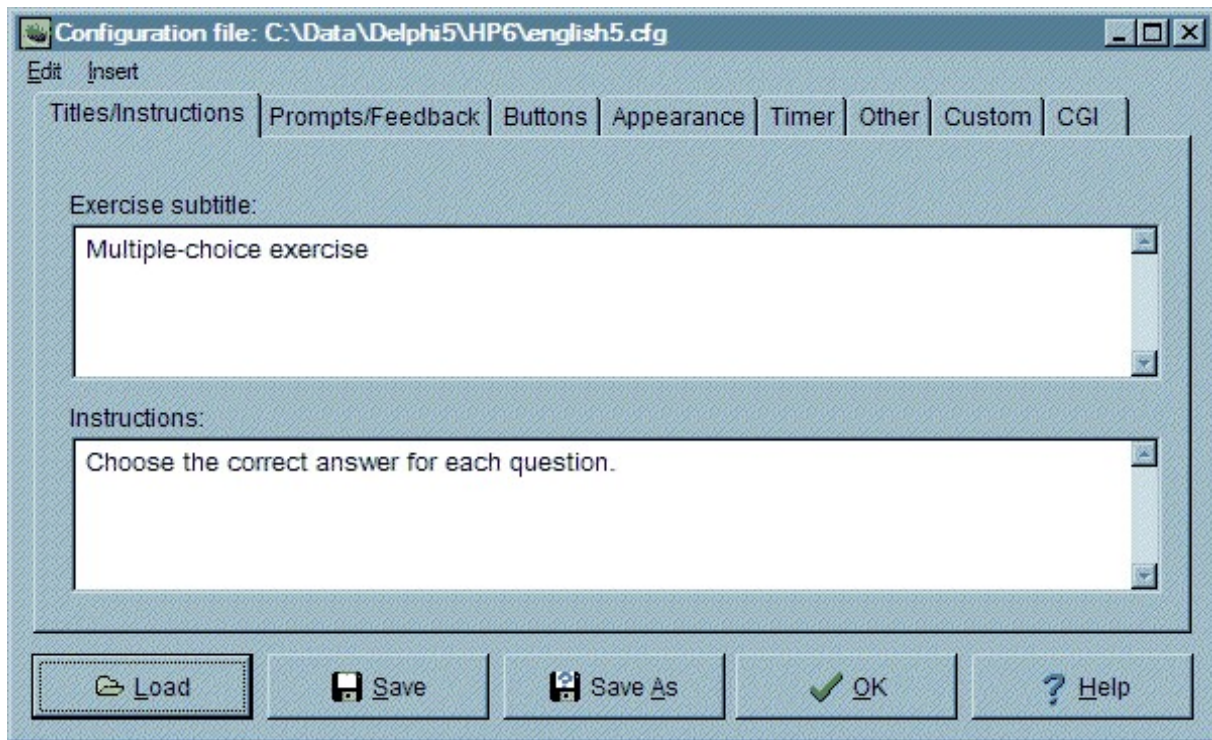 Configuration file: C:\Data\Delphi5\HP6\english5.cfg
Edit Insert
Titles/Instructions Prompts/Feedback Buttons Appearance Timer Other Custom CGI
Exercise subtitle:
Multiple-choice exercise
Instructions:
Choose the correct answer for each question.
Load Save Save As OK Help